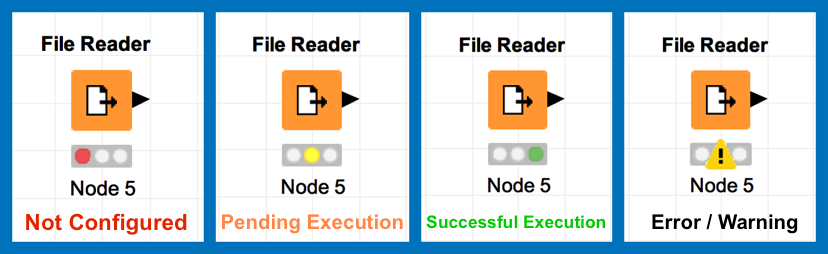 File Reader
Node 5
Not Configured
File Reader
Node 5
Pending Execution
File Reader
Node 5
Successful Execution
File Reader
!
Node 5
Error / Warning